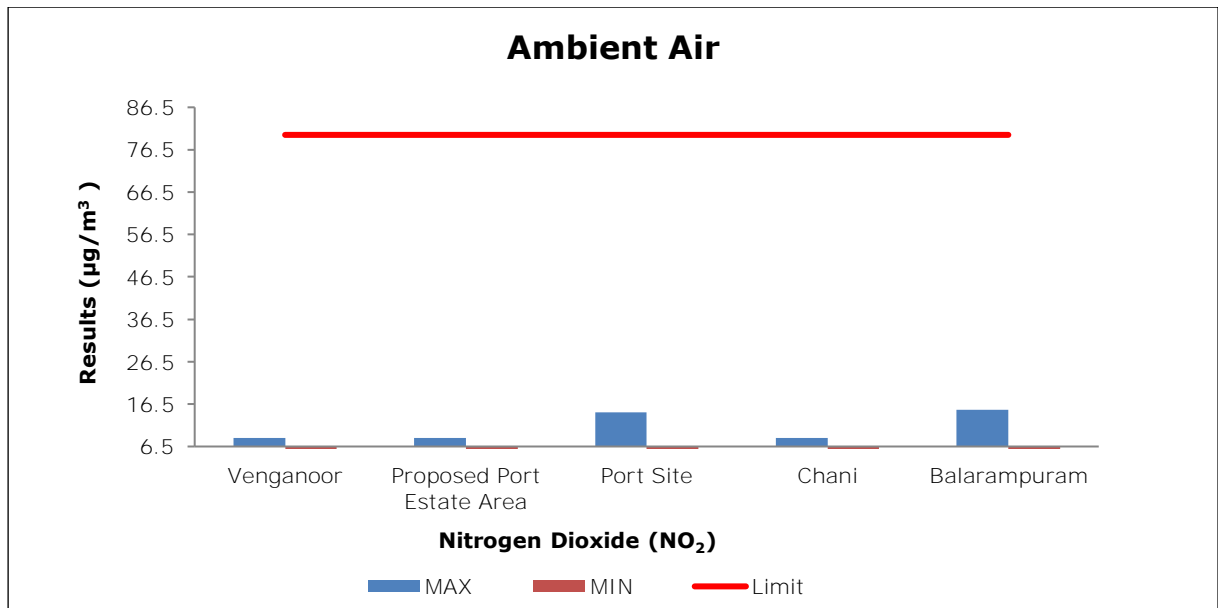 Ambient Air
86.5
76.5
66.5
56.5
46.5
36.5
26.5
16.5
6.5
Results (µg/m³ )
Venganoor
Proposed Port
Estate Area
Port Site
Chani
Balarampuram
Nitrogen Dioxide (NO₂)
MAX
MIN
Limit